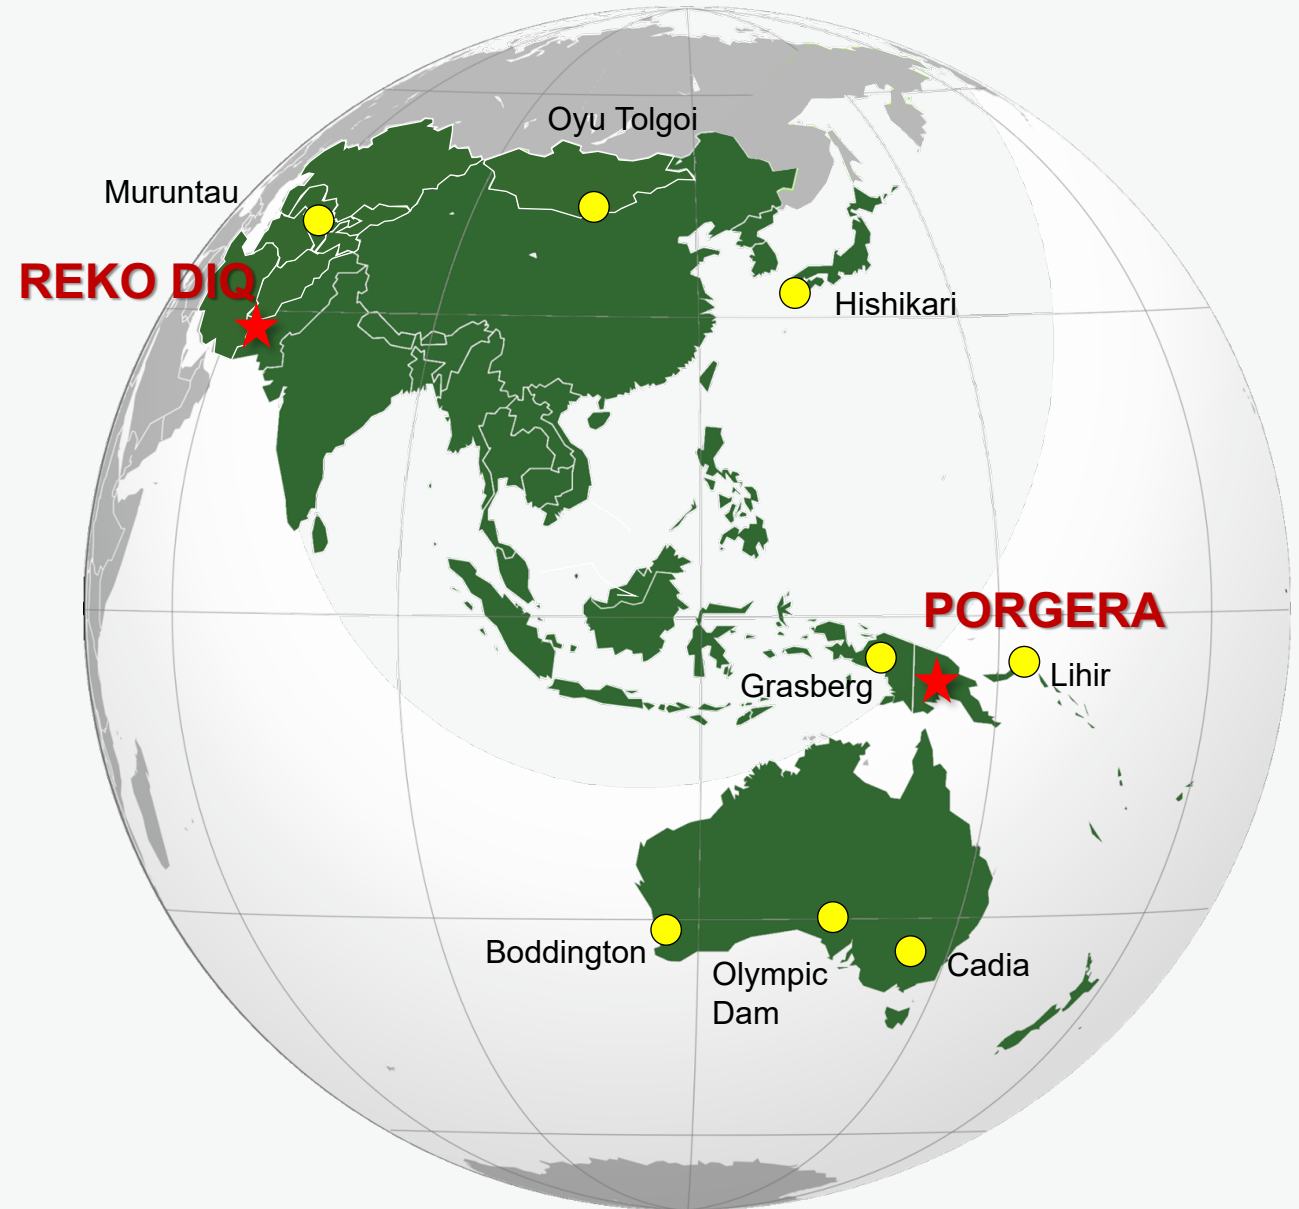 Oyu Tolgoi
Muruntau
REKO DIQ
Hishikari
PORGERA
Grasberg
Lihir
Boddington
Olympic
Dam
Cadia